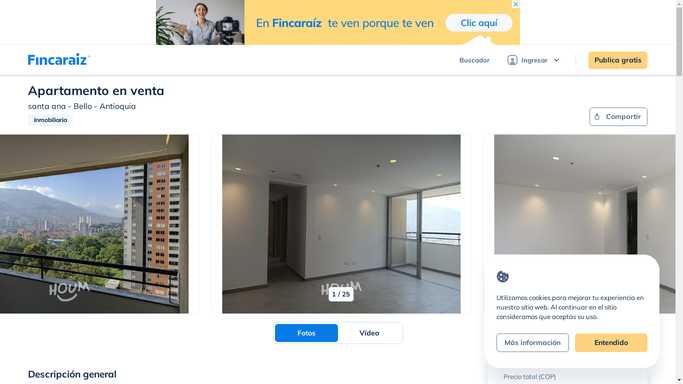 En Fincaraíz te ven porque te ven
Clic aquí
Fincaraíz
Buscador
Ingresar
Publica gratis
Apartamento en venta
santa ana - Bello - Antioquia
Inmobiliaria
Compartir
HOUM
HOUM
1 / 25
Fotos
Vídeo
Utilizamos cookies para mejorar tu experiencia en
nuestro sitio web. Al continuar en el sitio
consideramos que aceptas su uso.
Más información
Entendido
Descripción general
Precio total (COP)